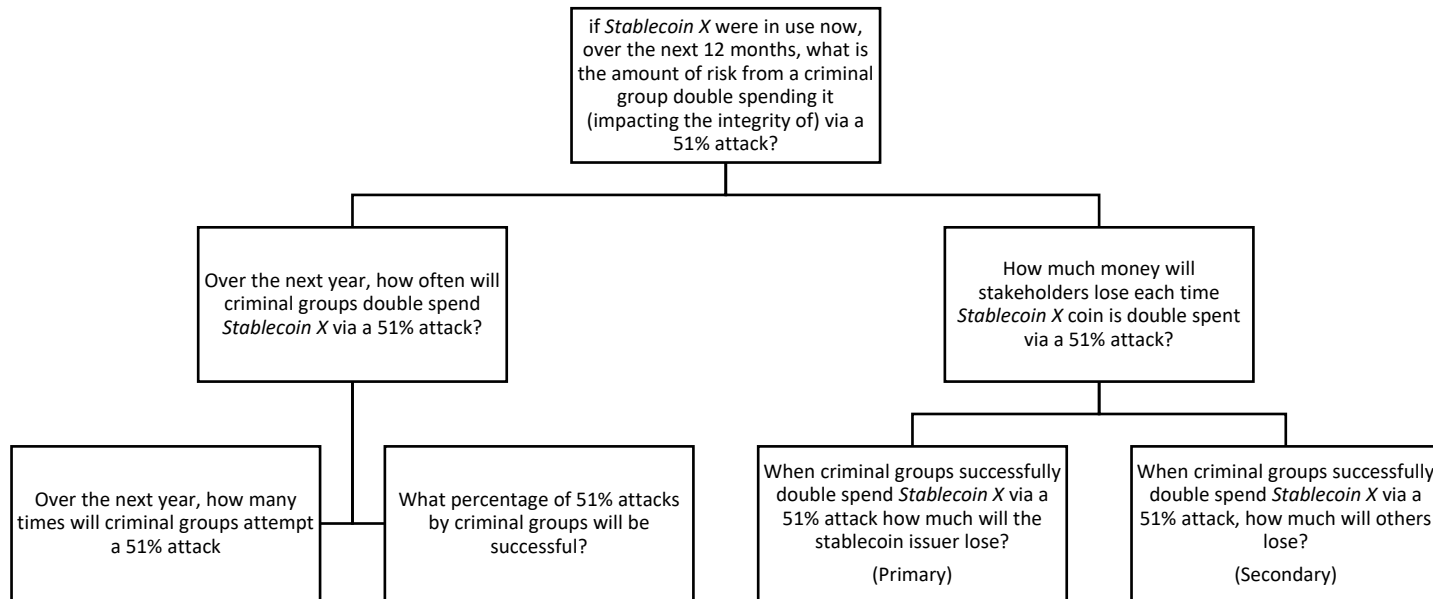 if Stablecoin X were in use now,
over the next 12 months, what is
the amount of risk from a criminal
group double spending it
(impacting the integrity of) via a
51% attack?
Over the next year, how often will
criminal groups double spend
Stablecoin X via a 51% attack?
How much money will
stakeholders lose each time
Stablecoin X coin is double spent
via a 51% attack?
Over the next year, how many
times will criminal groups attempt
a 51% attack
What percentage of 51% attacks
by criminal groups will be
successful?
When criminal groups successfully
double spend Stablecoin X via a
51% attack how much will the
stablecoin issuer lose?
(Primary)
When criminal groups successfully
double spend Stablecoin X via a
51% attack, how much will others
lose?
(Secondary)